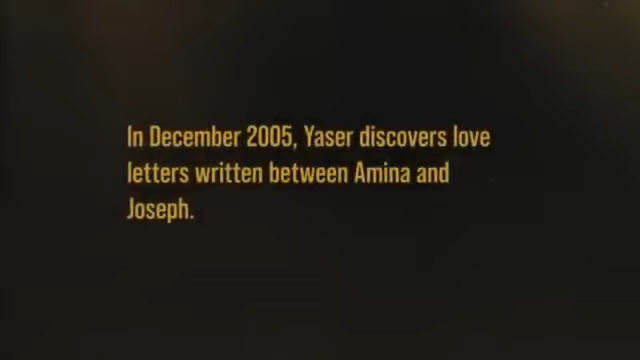 In December 2005, Yaser discovers love
letters written between Amina and
Joseph.